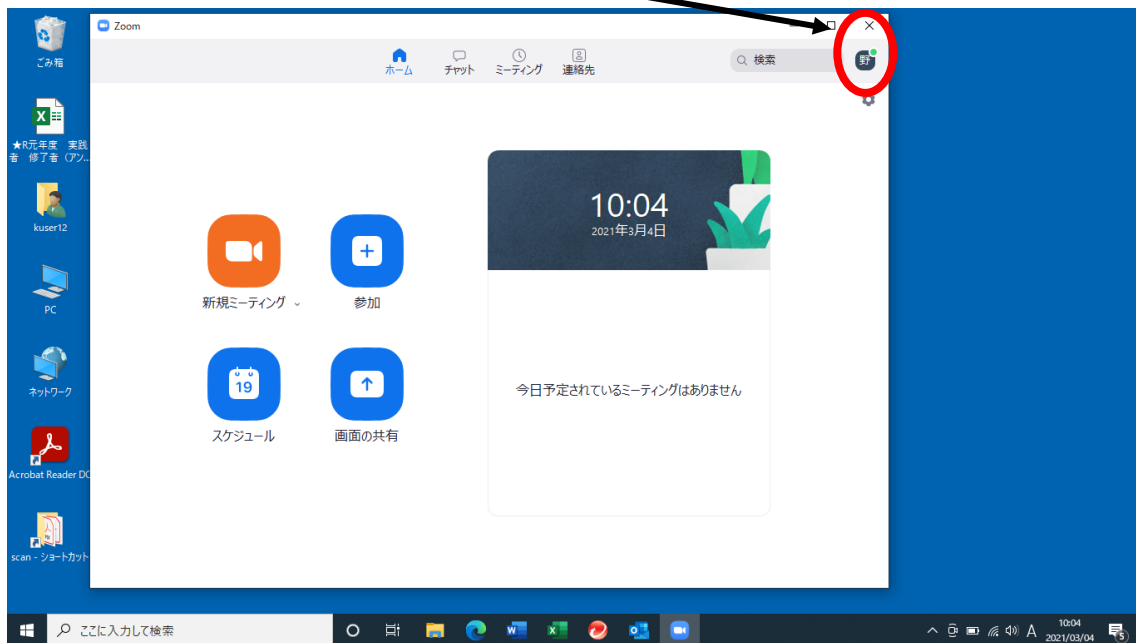 Zoom
ごみ箱
ホーム
チャット
ミーティング
連絡先
検索
野
★R元年度 実践
者 修了者（アン...
kuser12
PC
ネットワーク
Acrobat Reader DC
scan - ショートカット
10:04
2021年3月4日
新規ミーティング
参加
19
スケジュール
画面の共有
今日予定されているミーティングはありません
ここに入力して検索
A
10:04
2021/03/04
5